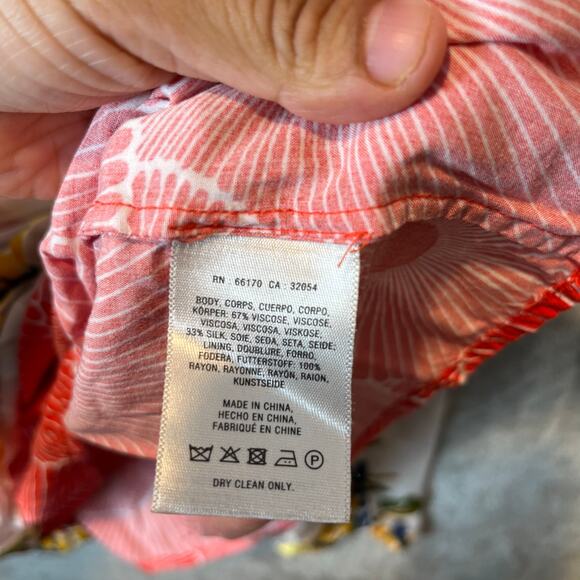 RN : 66170 CA : 32054
BODY, CORPS, CUERPO, CORPO,
KÖRPER: 67% VISCOSE, VISCOSE,
VISCOSA, VISCOSA, VISKOSE,
33% SILK, SOIE, SEDA, SETA, SEIDE;
LINING, DOUBLURE, FORRO,
FODERA, FUTTERSTOFF: 100%
RAYON, RAYONNE, RAYON, RAION,
KUNSTSEIDE
MADE IN CHINA,
HECHO EN CHINA,
FABRIQUÉ EN CHINE
P
DRY CLEAN ONLY.